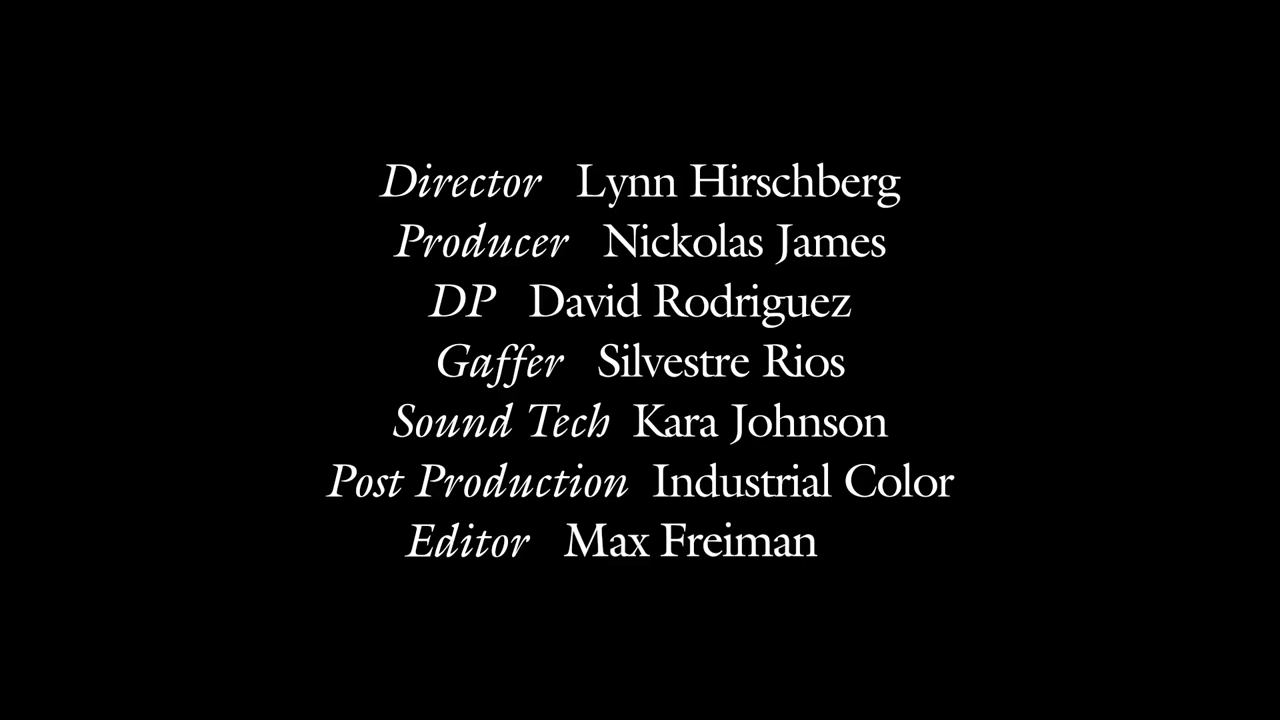 Director Lynn Hirschberg
Producer Nickolas James
DP David Rodriguez
Gaffer Silvestre Rios
Sound Tech Kara Johnson
Post Production Industrial Color
Editor Max Freiman